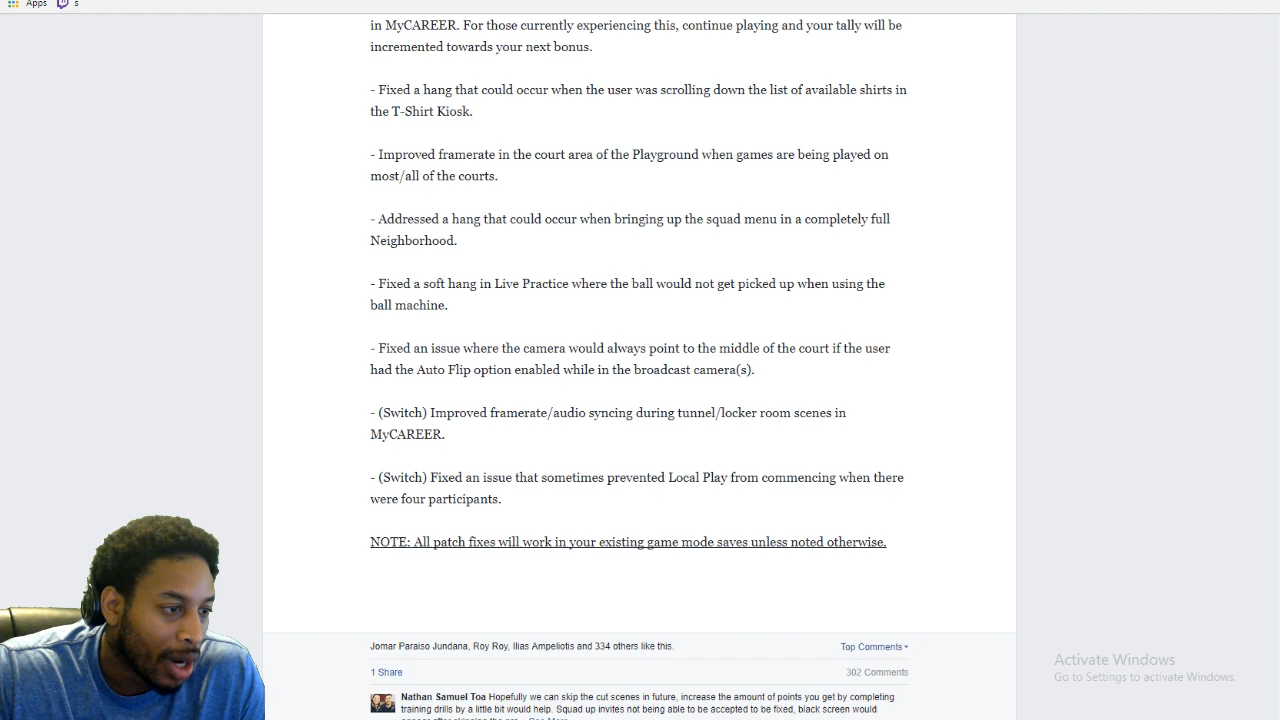 Apps
s
in MyCAREER. For those currently experiencing this, continue playing and your tally will be
incremented towards your next bonus.
- Fixed a hang that could occur when the user was scrolling down the list of available shirts in
the T-Shirt Kiosk.
- Improved framerate in the court area of the Playground when games are being played on
most/all of the courts.
- Addressed a hang that could occur when bringing up the squad menu in a completely full
Neighborhood.
- Fixed a soft hang in Live Practice where the ball would not get picked up when using the
ball machine.
- Fixed an issue where the camera would always point to the middle of the court if the user
had the Auto Flip option enabled while in the broadcast camera(s).
- (Switch) Improved framerate/audio syncing during tunnel/locker room scenes in
MyCAREER.
- (Switch) Fixed an issue that sometimes prevented Local Play from commencing when there
were four participants.
NOTE: All patch fixes will work in your existing game mode saves unless noted otherwise.
Jomar Paraiso Jundana, Roy Roy, Ilias Ampeliotis and 334 others like this.
Top Comments
1 Share
302 Comments
Nathan Samuel Toa Hopefully we can skip the cut scenes in future, increase the amount of points you get by completing
training drills by a little bit would help. Squad up invites not being able to be accepted to be fixed, black screen would
Activate Windows
Go to Settings to activate Windows.